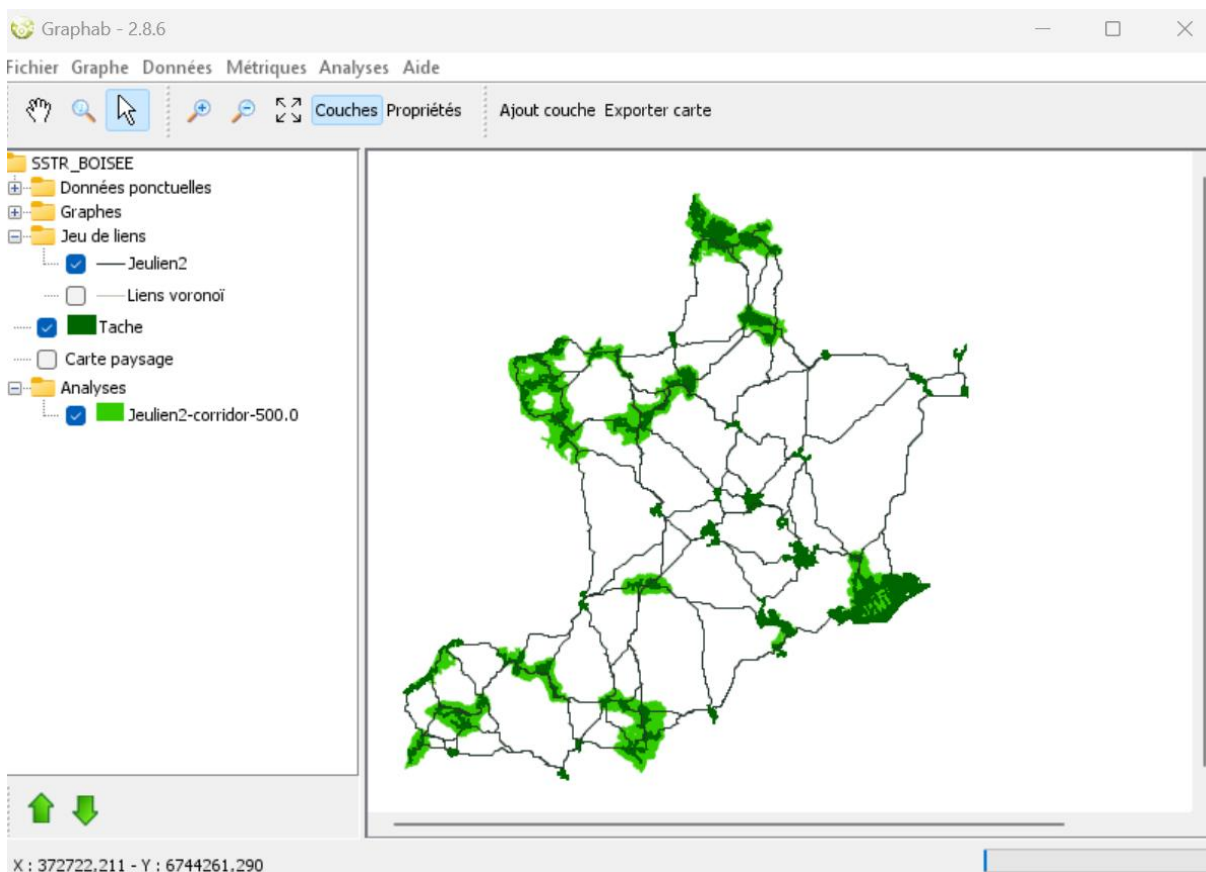 Graphab - 2.8.6
Fichier Graphe Données Métriques Analyses Aide
Couches Propriétés Ajout couche Exporter carte
SSTR_BOISEE
Données ponctuelles
Graphes
Jeu de liens
Jeulien2
Liens voronoï
Tache
Carte paysage
Analyses
Jeulien2-corridor-500.0
X : 372722,211 - Y : 6744261,290